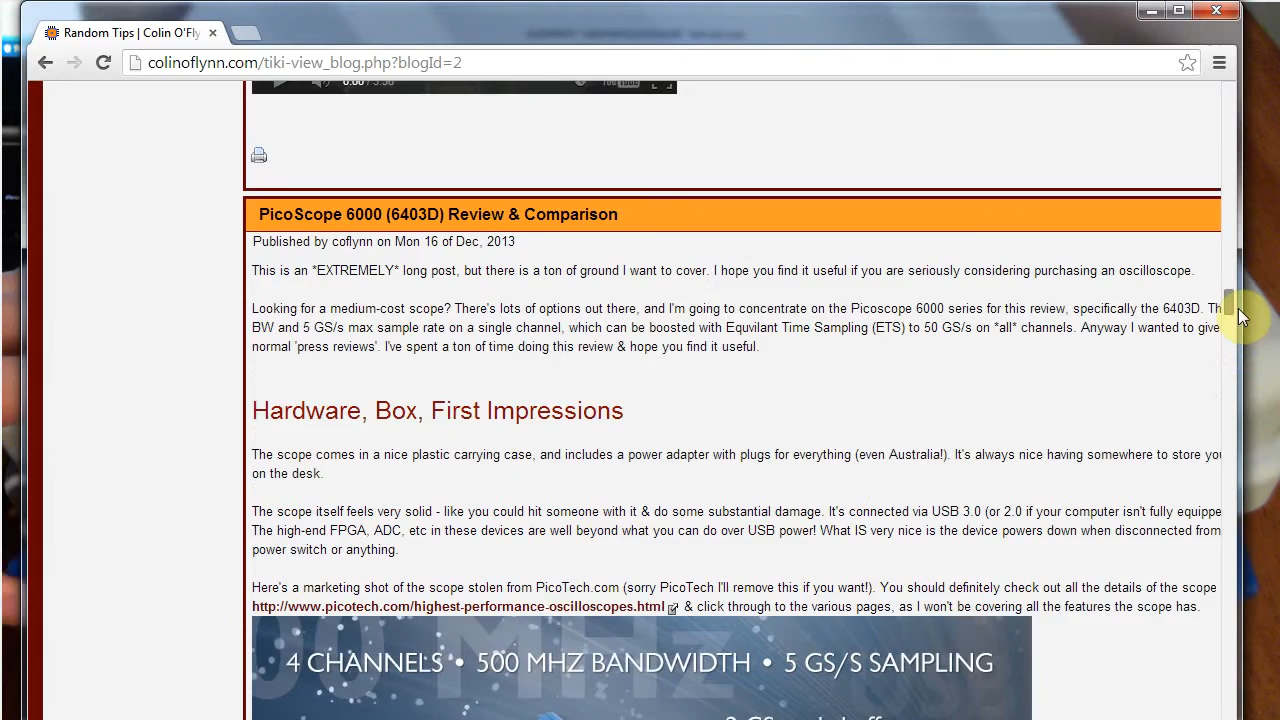 Random Tips | Colin O'Fly
colinoflynn.com/tiki-view_blog.php?blogId=2
PicoScope 6000 (6403D) Review & Comparison
Published by coflynn on Mon 16 of Dec, 2013
This is an *EXTREMELY* long post, but there is a ton of ground I want to cover. I hope you find it useful if you are seriously considering purchasing an oscilloscope.
Looking for a medium-cost scope? There's lots of options out there, and I'm going to concentrate on the Picoscope 6000 series for this review, specifically the 6403D. Th
BW and 5 GS/s max sample rate on a single channel, which can be boosted with Equvilant Time Sampling (ETS) to 50 GS/s on *all* channels. Anyway I wanted to give
normal 'press reviews'. I've spent a ton of time doing this review & hope you find it useful.
Hardware, Box, First Impressions
The scope comes in a nice plastic carrying case, and includes a power adapter with plugs for everything (even Australia!). It's always nice having somewhere to store you
on the desk.
The scope itself feels very solid - like you could hit someone with it & do some substantial damage. It's connected via USB 3.0 (or 2.0 if your computer isn't fully equippe
The high-end FPGA, ADC, etc in these devices are well beyond what you can do over USB power! What IS very nice is the device powers down when disconnected from
power switch or anything.
Here's a marketing shot of the scope stolen from PicoTech.com (sorry PicoTech I'll remove this if you want!). You should definitely check out all the details of the scope
http://www.picotech.com/highest-performance-oscilloscopes.html & click through to the various pages, as I won't be covering all the features the scope has.
00 MHz
4 CHANNELS • 500 MHZ BANDWIDTH • 5 GS/S SAMPLING